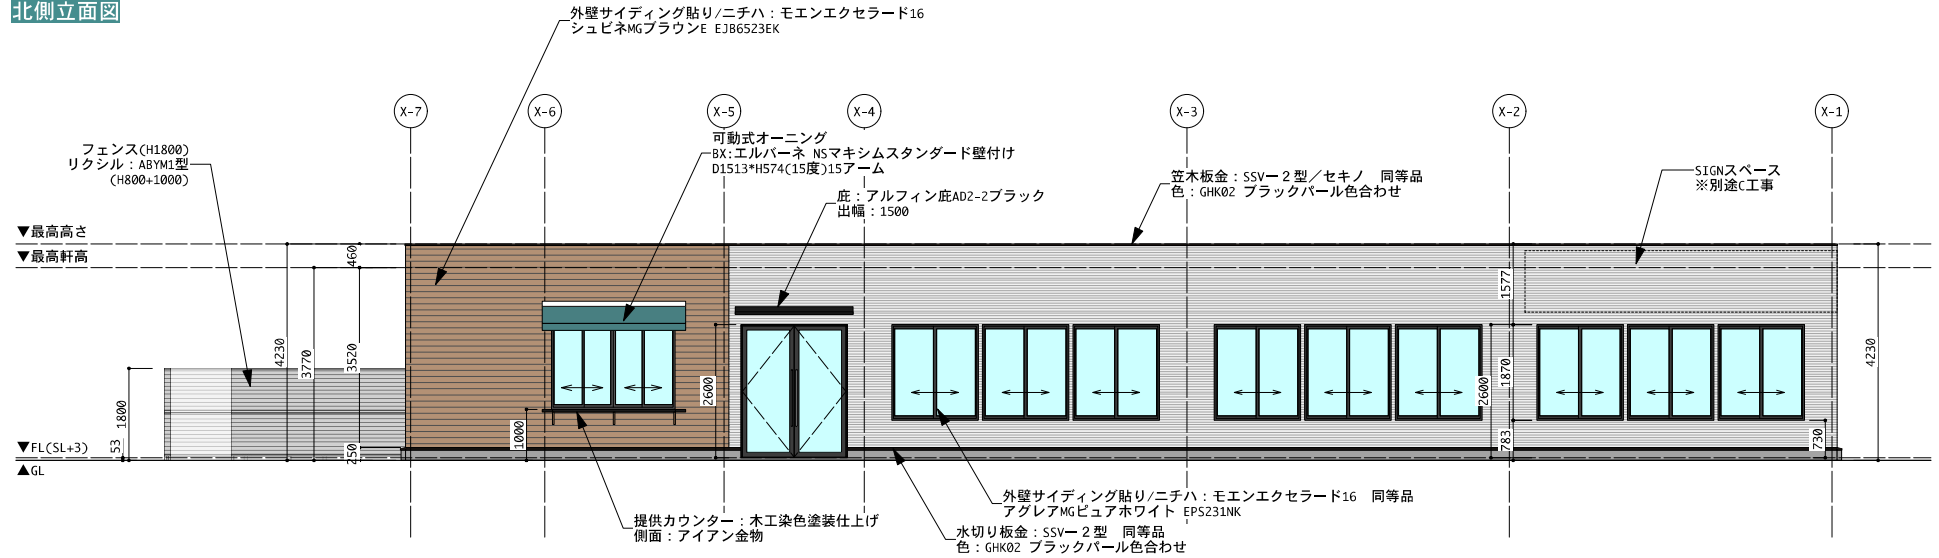 北側立面図
外壁サイディング貼り/ニチハ：モエンエクセラード16
シュビネMGブラウンE EJB6523EK
X-7
X-6
X-5
X-4
X-3
X-2
X-1
フェンス(H1800)
リクシル：ABYM1型
(H800+1000)
可動式オーニング
BX:エルバーネ NSマキシムスタンダード壁付け
D1513*H574(15度)15アーム
庇：アルフィン庇AD2-2ブラック
出幅：1500
笠木板金：SSVー２型／セキノ　同等品
色：GHK02 ブラックパール色合わせ
SIGNスペース
※別途C工事
▼最高高さ
▼最高軒高
460
1577
4230
3770
3520
4230
1870
2600
2600
1800
1000
53
250
783
730
▼FL(SL+3)
▲GL
外壁サイディング貼り/ニチハ：モエンエクセラード16　同等品
アグレアMGピュアホワイト EPS231NK
提供カウンター：木工染色塗装仕上げ
側面：アイアン金物
水切り板金：SSVー２型　同等品
色：GHK02 ブラックパール色合わせ